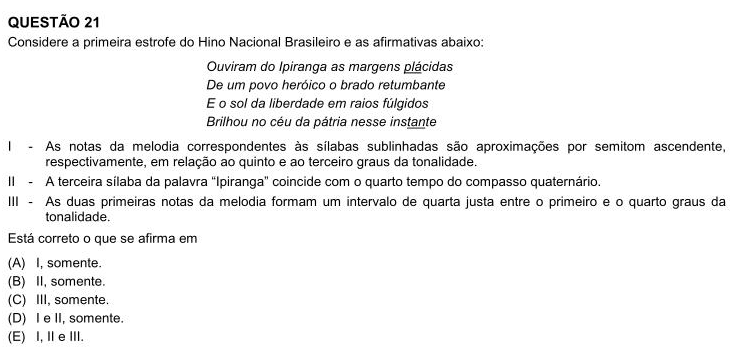 QUESTÃO 21
Considere a primeira estrofe do Hino Nacional Brasileiro e as afirmativas abaixo:
Ouviram do Ipiranga as margens plácidas
De um povo heróico o brado retumbante
E o sol da liberdade em raios fúlgidos
Brilhou no céu da pátria nesse instante
I - As notas da melodia correspondentes às sílabas sublinhadas são aproximações por semitom ascendente,
respectivamente, em relação ao quinto e ao terceiro graus da tonalidade.
II - A terceira sílaba da palavra “Ipiranga” coincide com o quarto tempo do compasso quaternário.
III - As duas primeiras notas da melodia formam um intervalo de quarta justa entre o primeiro e o quarto graus da
tonalidade.
Está correto o que se afirma em
(A) I, somente.
(B) II, somente.
(C) III, somente.
(D) I e II, somente.
(E) I, II e III.